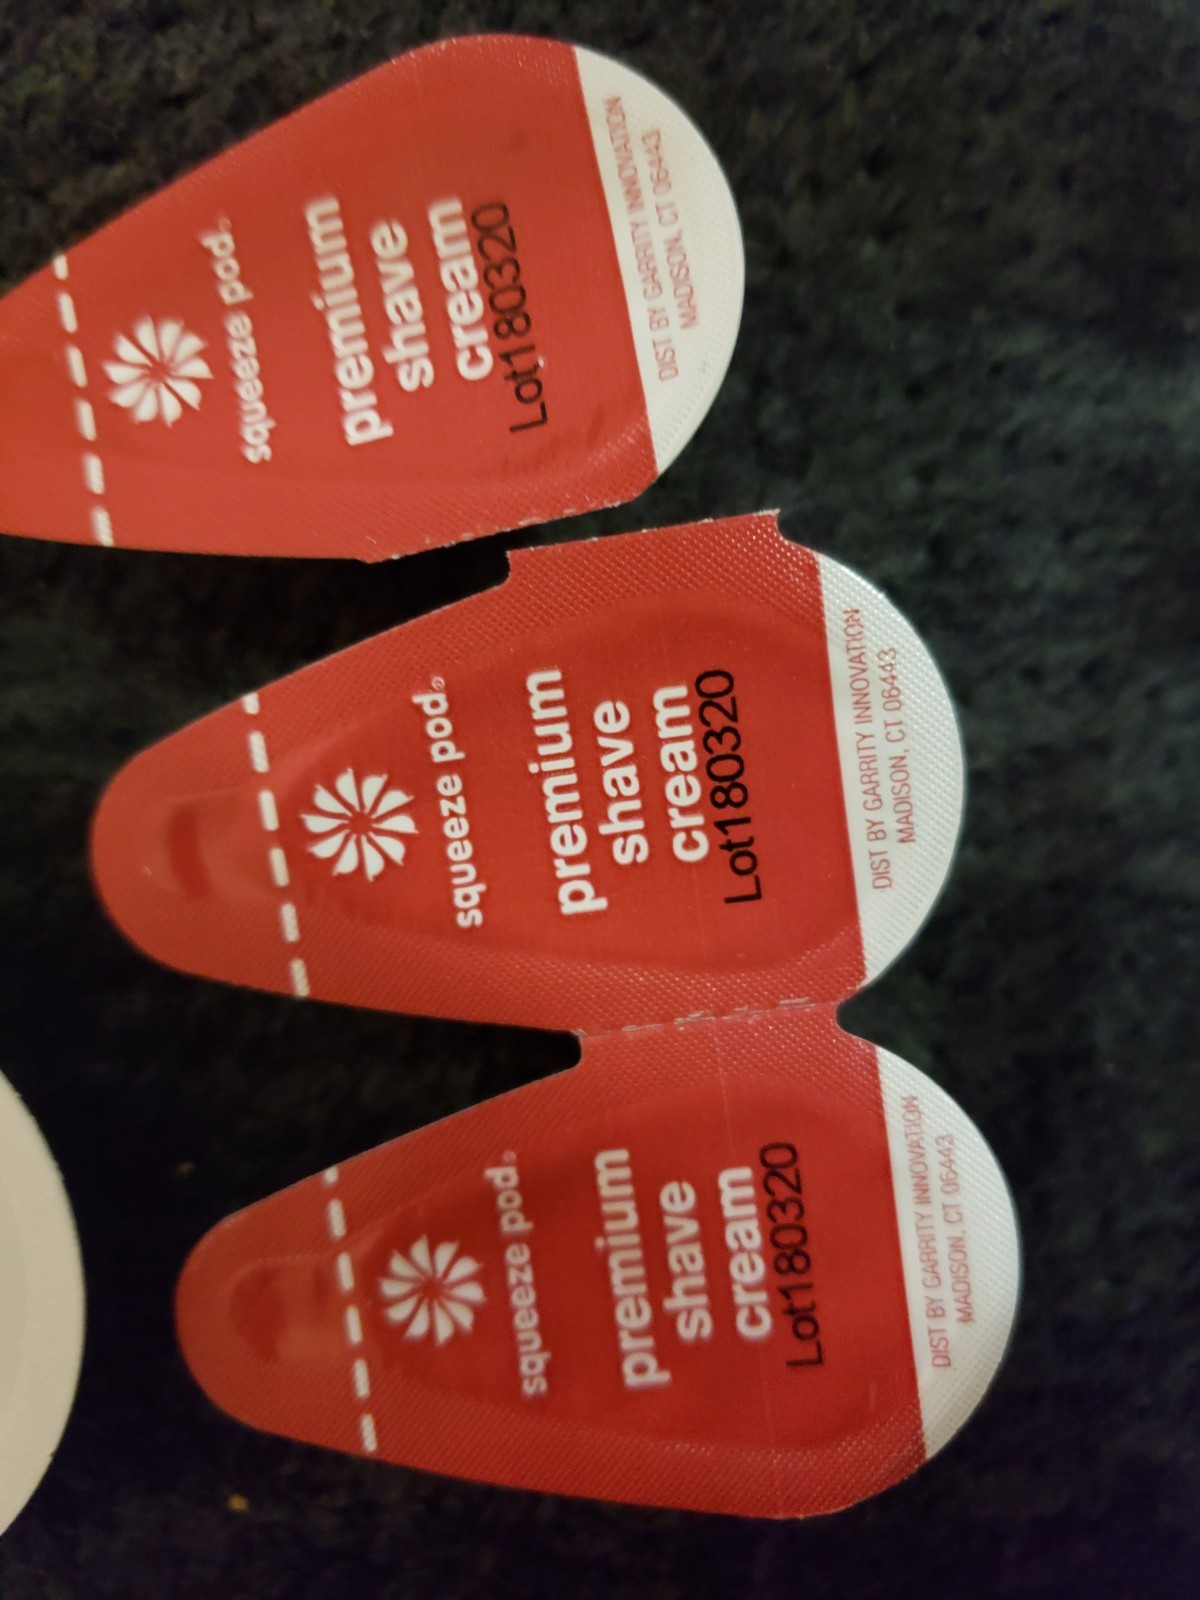 squeeze pod®
premium
shave
cream
Lot180320
DIST BY GARRITY INNOVATION
MADISON, CT 06443
squeeze pod®
premium
shave
cream
Lot180320
DIST BY GARRITY INNOVATION
MADISON, CT 06443
squeeze pod®
premium
shave
cream
Lot180320
DIST BY GARRITY INNOVATION
MADISON, CT 06443